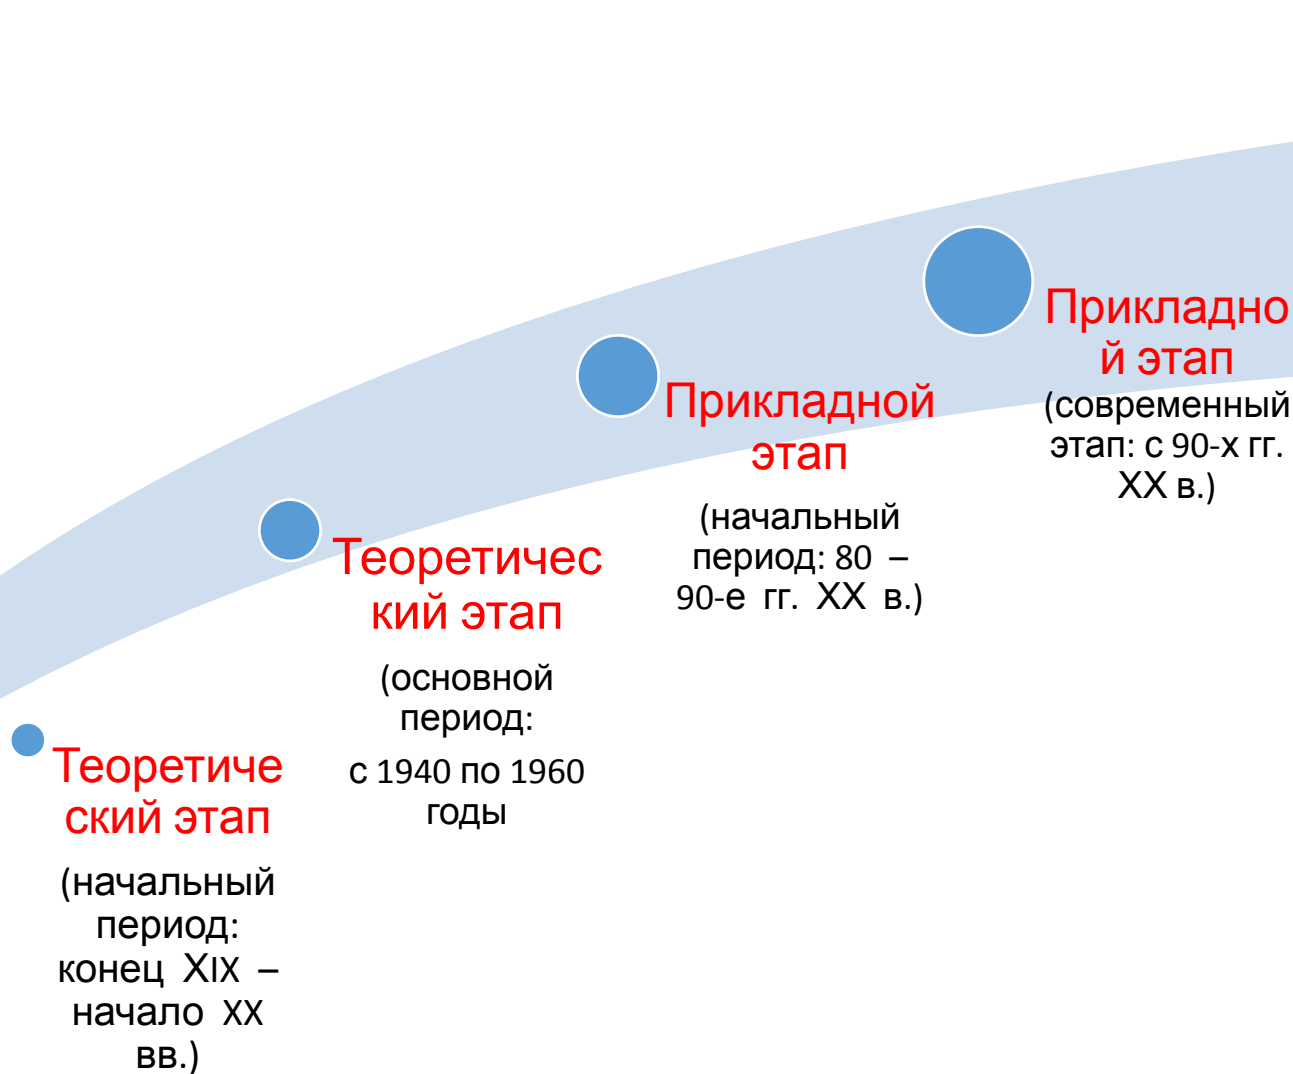 Теоретиче
ский этап
(начальный
период:
конец XIX –
начало XX
вв.)
Теоретичес
кий этап
(основной
период:
с 1940 по 1960
годы
Прикладной
этап
(начальный
период: 80 –
90-е гг. XX в.)
Прикладно
й этап
(современный
этап: с 90-х гг.
XX в.)